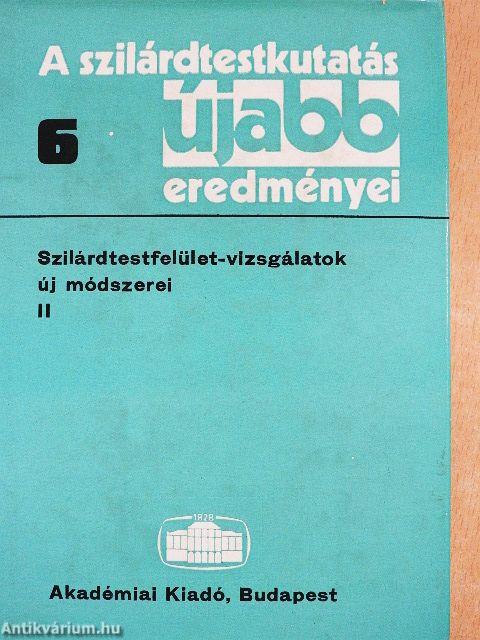 A szilárdtestkutatás
újabb
6
eredményei
Szilárdtestfelület-vizsgálatok
új módszerei
II
1828
Akadémiai Kiadó, Budapest
Antikvárium.hu